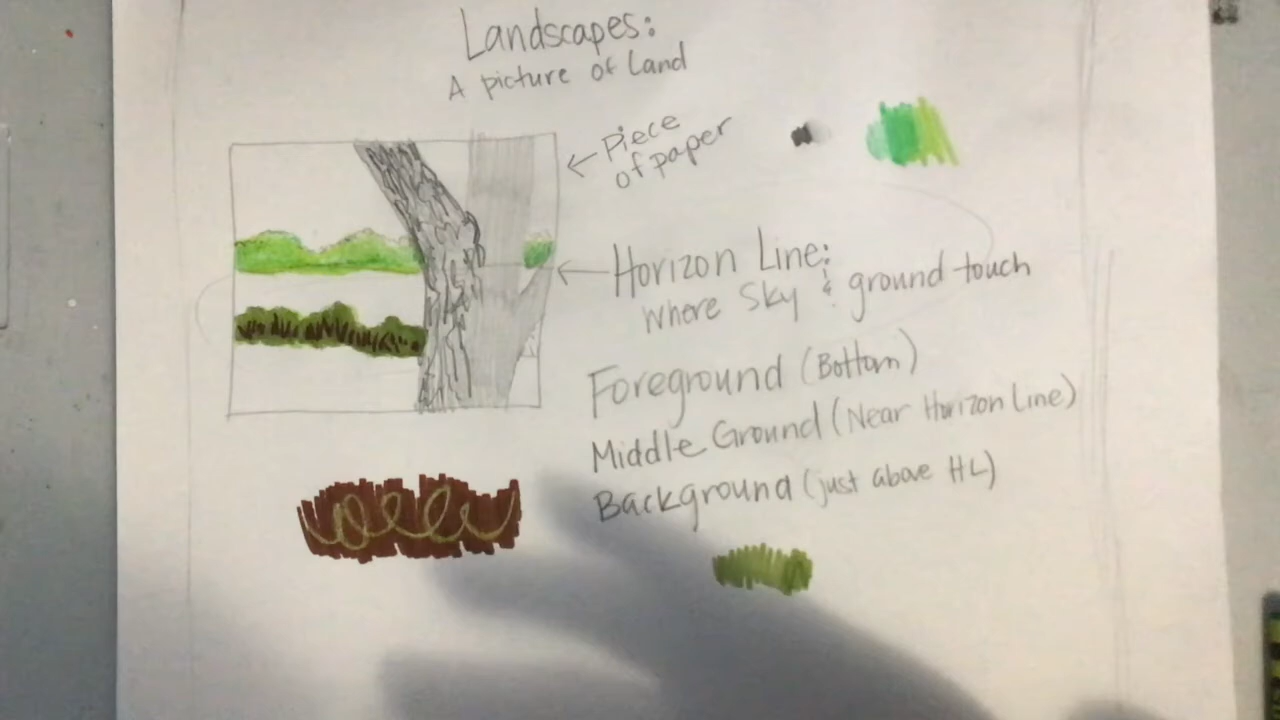 Landscapes:
A picture of Land
← Piece
of paper
← Horizon Line:
Where Sky & ground touch
Foreground (Bottom)
Middle Ground (Near Horizon Line)
Background (just above HL)